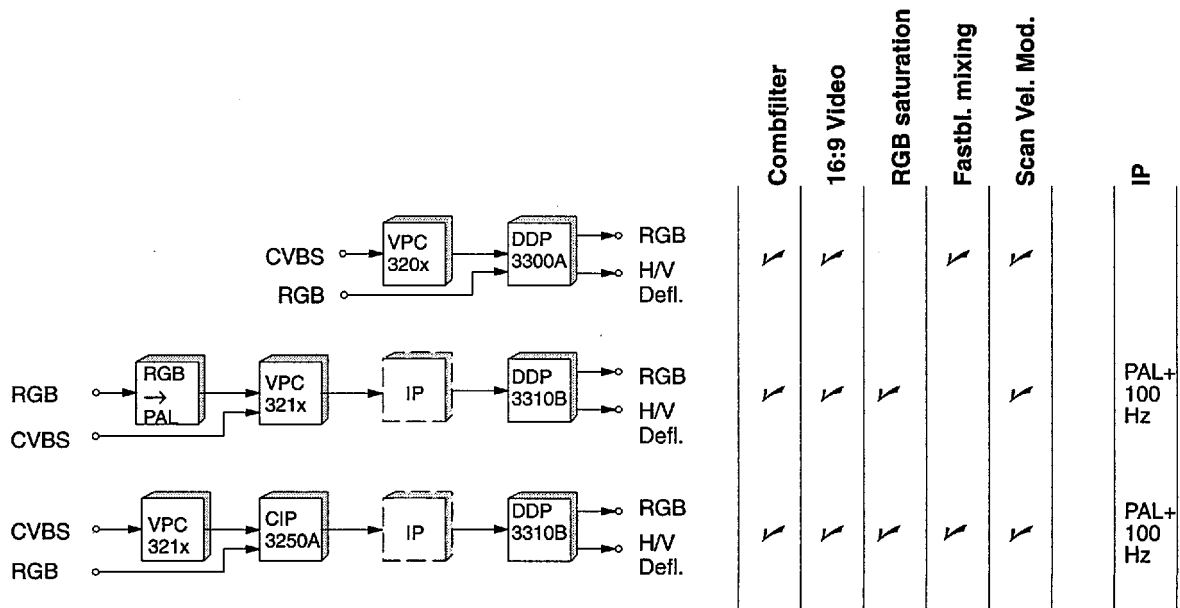 Combfilter
16:9 Video
RGB saturation
Fastbl. mixing
Scan Vel. Mod.
IP
CVBS
RGB
VPC
320x
DDP
3300A
RGB
H/V
Defl.
RGB
CVBS
RGB
→
PAL
VPC
321x
IP
DDP
3310B
RGB
H/V
Defl.
PAL+
100
Hz
CVBS
RGB
VPC
321x
CIP
3250A
IP
DDP
3310B
RGB
H/V
Defl.
PAL+
100
Hz